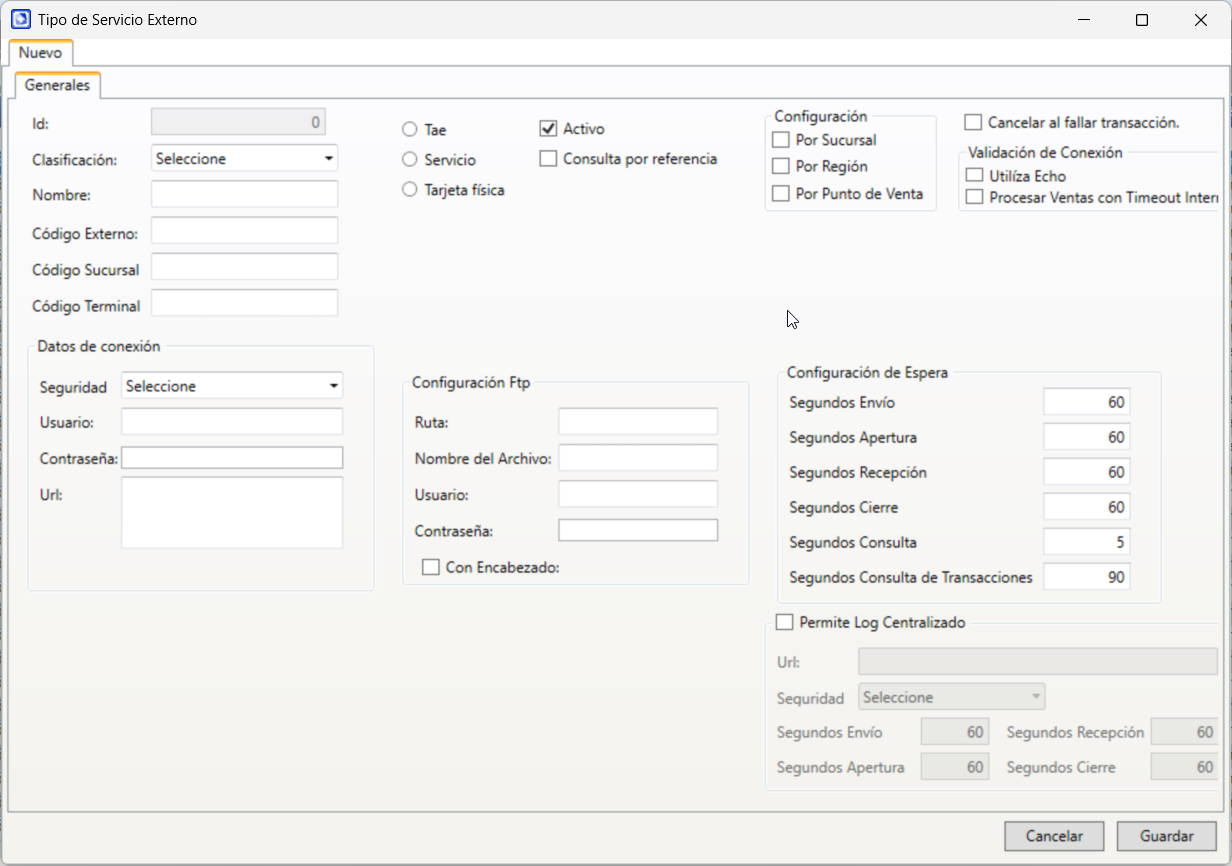 Tipo de Servicio Externo
Nuevo
Generales
Id: 0
Clasificación: Seleccione
Nombre:
Código Externo:
Código Sucursal
Código Terminal
Tae
Servicio
Tarjeta física
Activo
Consulta por referencia
Configuración
Por Sucursal
Por Región
Por Punto de Venta
Cancelar al fallar transacción.
Validación de Conexión
Utilíza Echo
Procesar Ventas con Timeout Intern
Datos de conexión
Seguridad Seleccione
Usuario:
Contraseña:
Url:
Configuración Ftp
Ruta:
Nombre del Archivo:
Usuario:
Contraseña:
Con Encabezado:
Configuración de Espera
Segundos Envío 60
Segundos Apertura 60
Segundos Recepción 60
Segundos Cierre 60
Segundos Consulta 5
Segundos Consulta de Transacciones 90
Permite Log Centralizado
Url:
Seguridad Seleccione
Segundos Envío 60 Segundos Recepción 60
Segundos Apertura 60 Segundos Cierre 60
Cancelar Guardar